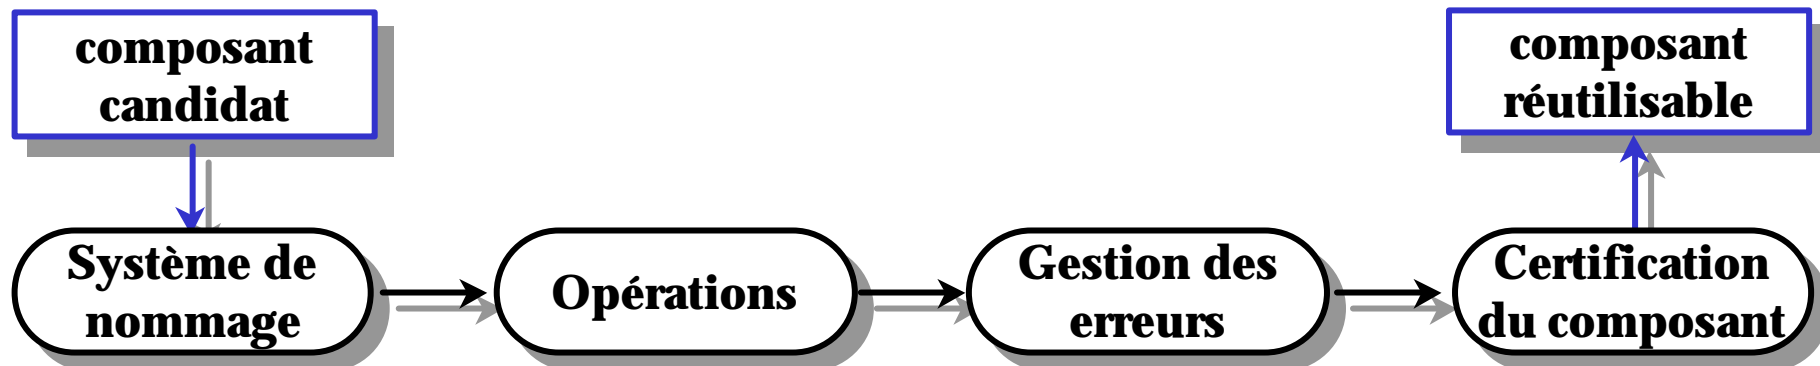 composant
candidat
composant
réutilisable
Système de
nommage
Opérations
Gestion des
erreurs
Certification
du composant